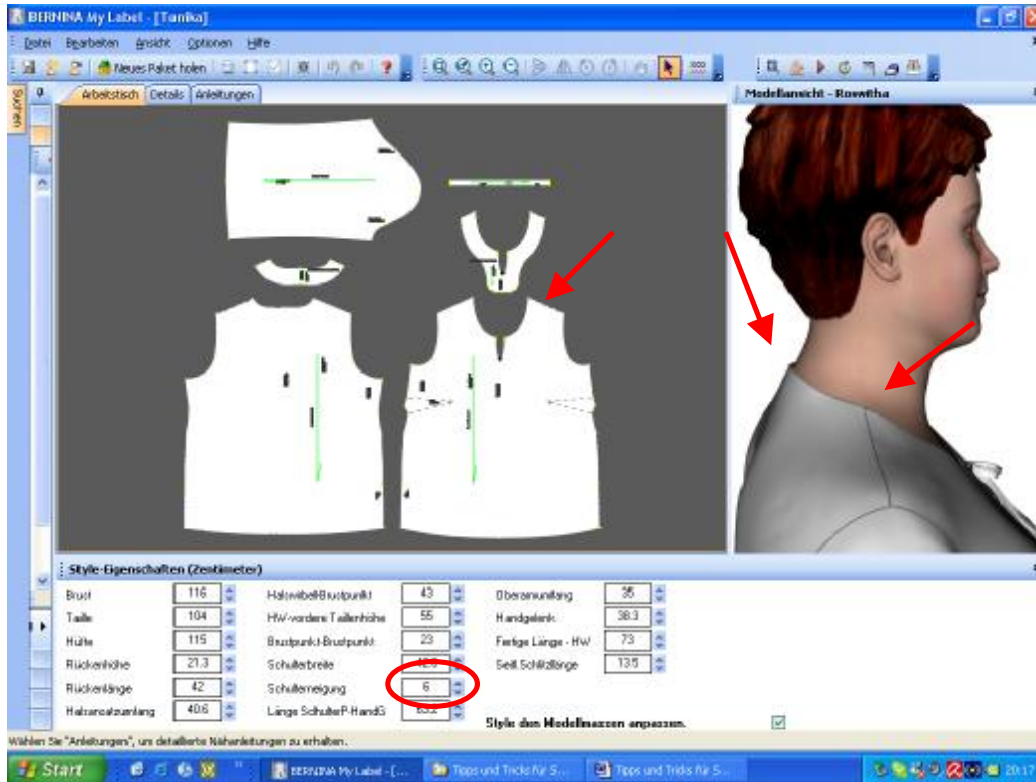 BERNINA My Label - [Tunika]
Datei Bearbeiten Ansicht Optionen Hilfe
Neues Paket holen
Suchen
Arbeitstisch Details Anleitungen
Modellansicht - Roswitha
Style-Eigenschaften (Zentimeter)
Brust 116 Halswirbel-Brustpunkt 43 Oberarmumfang 35
Taille 104 HW-vordere Taillenhöhe 55 Handgelenk 38.3
Hüfte 115 Brustpunkt-Brustpunkt 23 Fertige Länge - HW 73
Rückenhöhe 21.3 Schulterbreite Seitl. Schlitzlänge 13.5
Rückenlänge 42 Schulterneigung 6
Halsansatzumfang 40.6 Länge SchulterP-HandG
Style den Modellmassen anpassen.
Wählen Sie "Anleitungen", um detaillierte Nähanleitungen zu erhalten.
Start BERNINA My Label - [... Tipps und Tricks für S... Tipps und Tricks für S...